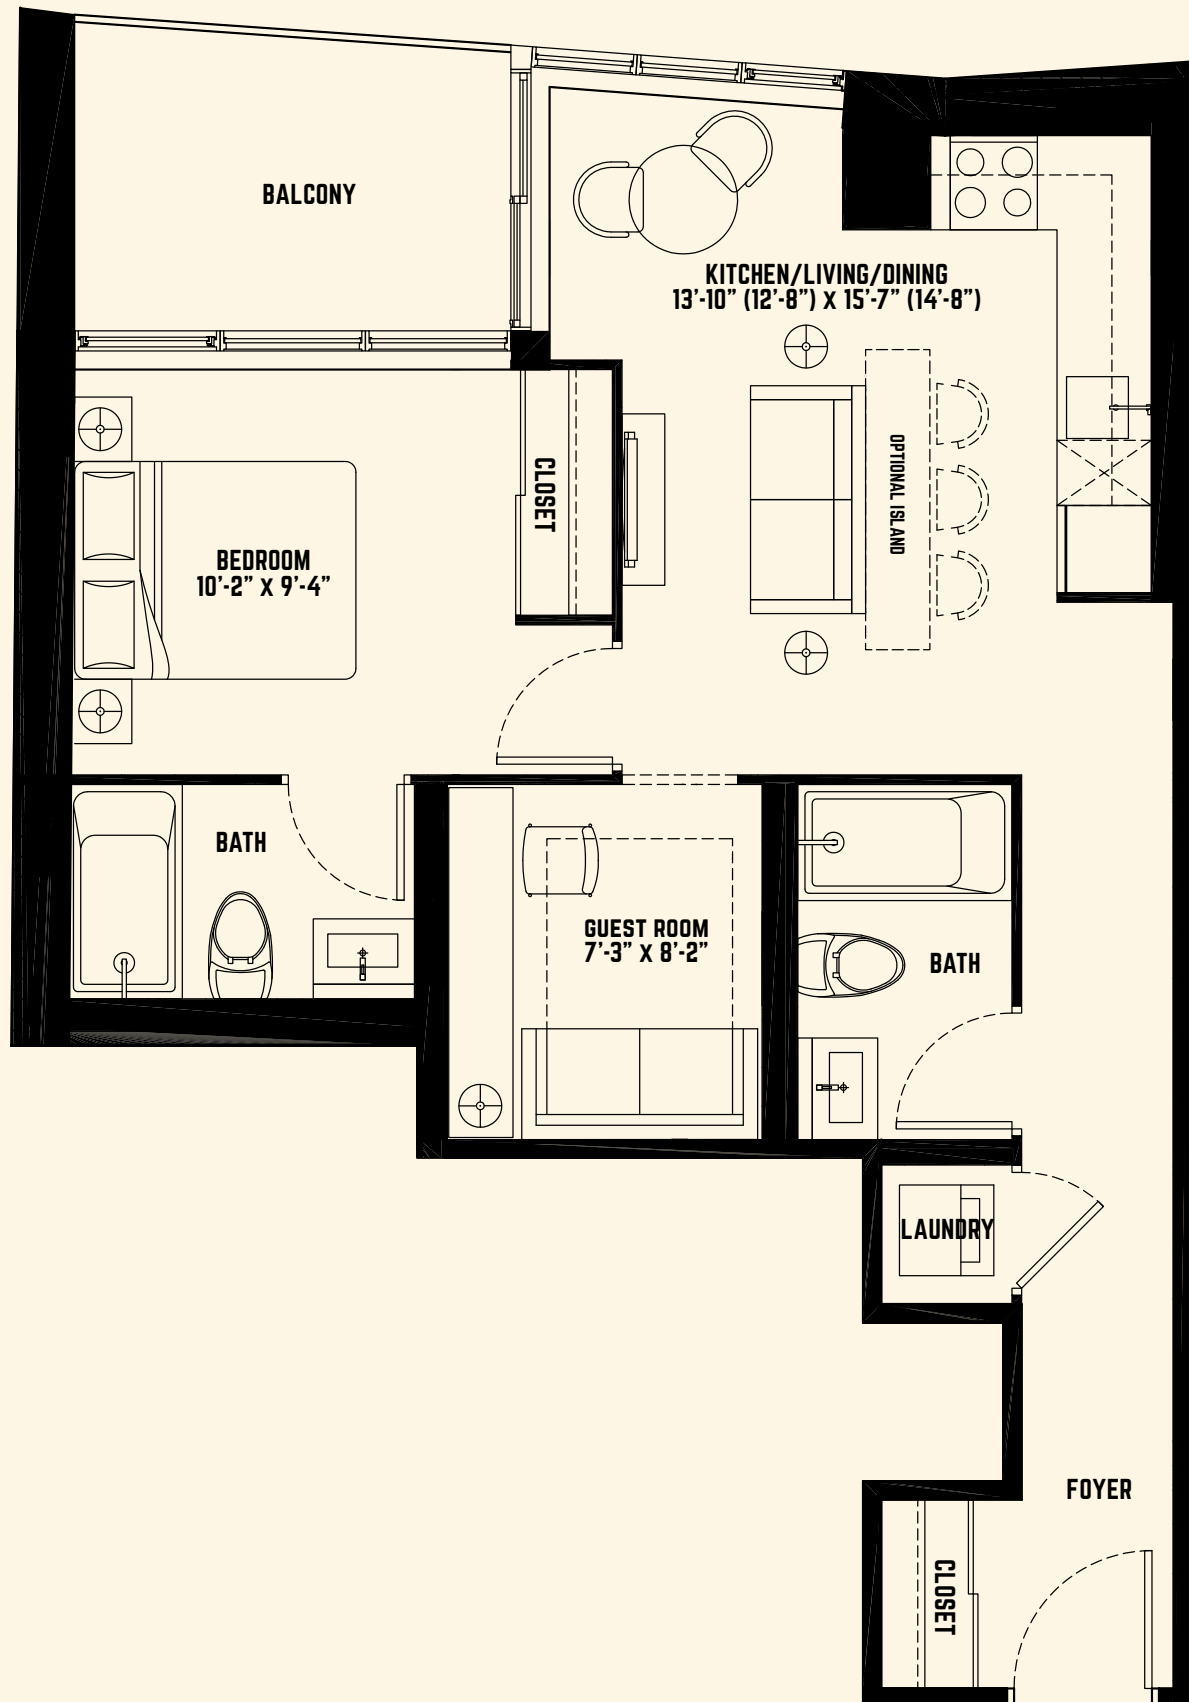 BALCONY
KITCHEN/LIVING/DINING
13'-10" (12'-8") X 15'-7" (14'-8")
OPTIONAL ISLAND
CLOSET
BEDROOM
10'-2" X 9'-4"
BATH
GUEST ROOM
7'-3" X 8'-2"
BATH
LAUNDRY
FOYER
CLOSET